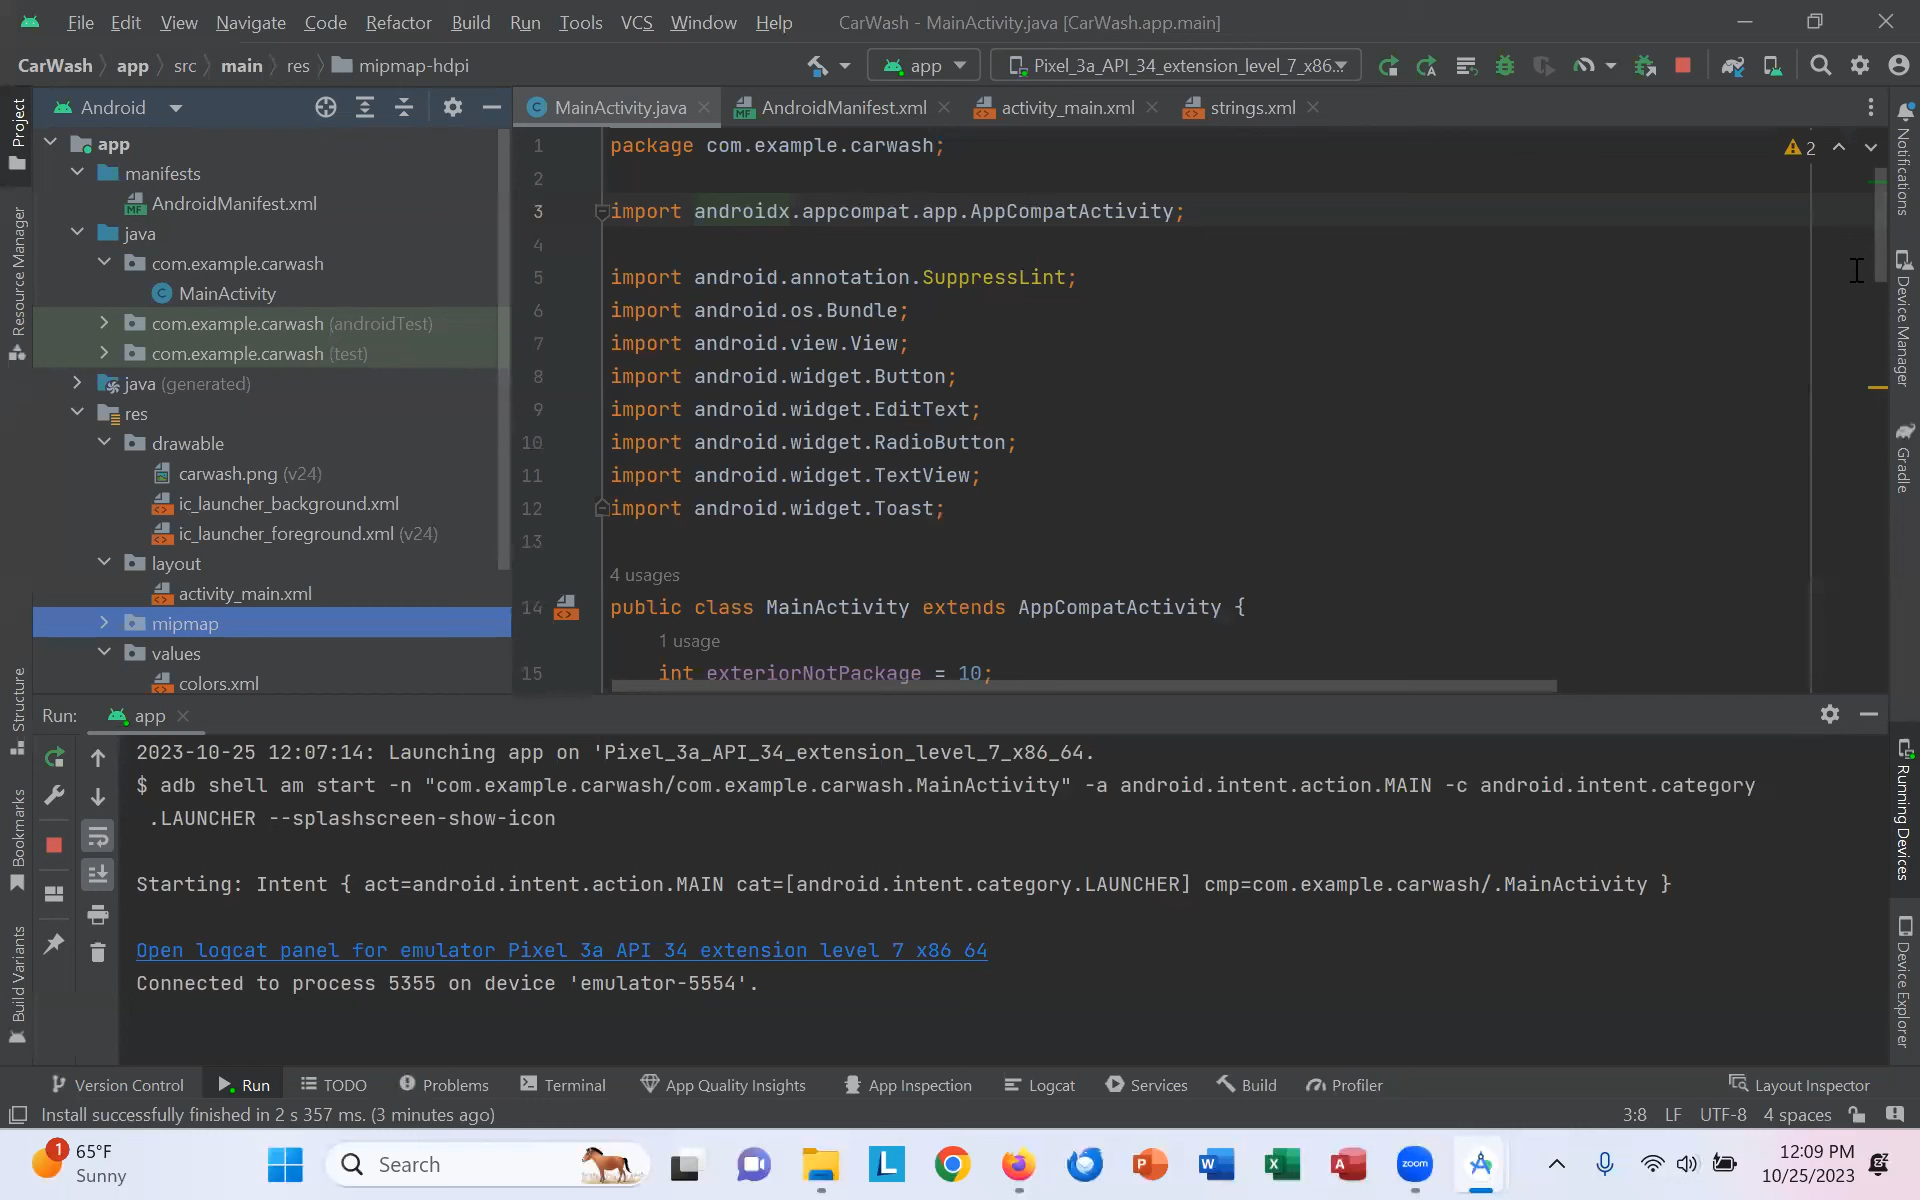 File Edit View Navigate Code Refactor Build Run Tools VCS Window Help CarWash - MainActivity.java [CarWash.app.main]
CarWash app src main res mipmap-hdpi app Pixel_3a_API_34_extension_level_7_x86...
Project
Android
MainActivity.java AndroidManifest.xml activity_main.xml strings.xml
app
manifests
AndroidManifest.xml
java
com.example.carwash
MainActivity
com.example.carwash (androidTest)
com.example.carwash (test)
java (generated)
res
drawable
carwash.png (v24)
ic_launcher_background.xml
ic_launcher_foreground.xml (v24)
layout
activity_main.xml
mipmap
values
colors.xml
Resource Manager
Structure
Bookmarks
Build Variants
1 package com.example.carwash;
2
3 import androidx.appcompat.app.AppCompatActivity;
4
5 import android.annotation.SuppressLint;
6 import android.os.Bundle;
7 import android.view.View;
8 import android.widget.Button;
9 import android.widget.EditText;
10 import android.widget.RadioButton;
11 import android.widget.TextView;
12 import android.widget.Toast;
13
4 usages
14 public class MainActivity extends AppCompatActivity {
1 usage
15 int exteriorNotPackage = 10;
2
Notifications
Device Manager
Gradle
Running Devices
Device Explorer
Run: app
2023-10-25 12:07:14: Launching app on 'Pixel_3a_API_34_extension_level_7_x86_64.
$ adb shell am start -n "com.example.carwash/com.example.carwash.MainActivity" -a android.intent.action.MAIN -c android.intent.category
.LAUNCHER --splashscreen-show-icon
Starting: Intent { act=android.intent.action.MAIN cat=[android.intent.category.LAUNCHER] cmp=com.example.carwash/.MainActivity }
Open logcat panel for emulator Pixel 3a API 34 extension level 7 x86 64
Connected to process 5355 on device 'emulator-5554'.
Version Control Run TODO Problems Terminal App Quality Insights App Inspection Logcat Services Build Profiler Layout Inspector
Install successfully finished in 2 s 357 ms. (3 minutes ago) 3:8 LF UTF-8 4 spaces
1
65°F
Sunny
Search
L
P
W
X
A
zoom
12:09 PM
10/25/2023